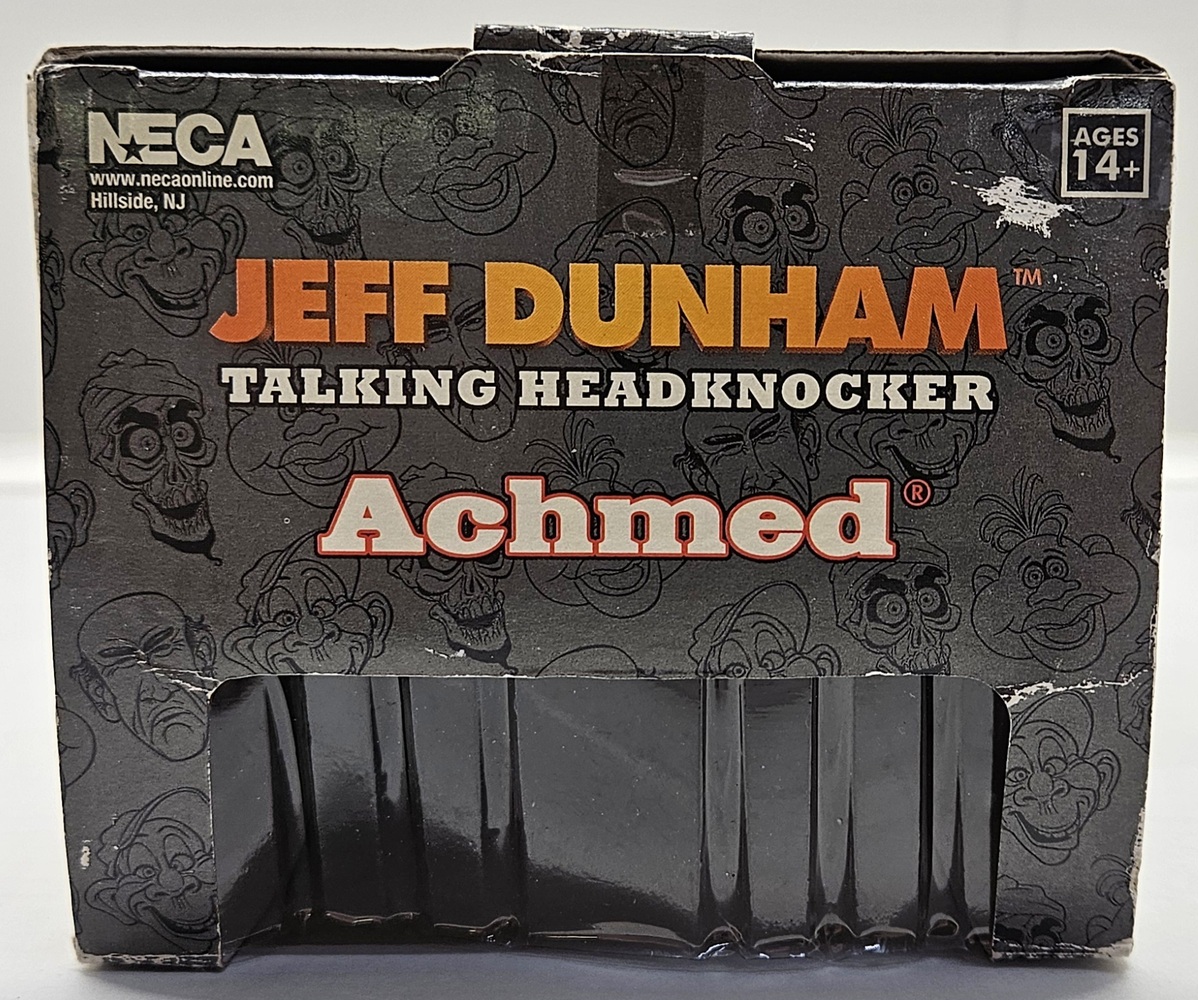 NECA
www.necaonline.com
Hillside, NJ
AGES
14+
JEFF DUNHAM™
TALKING HEADKNOCKER
Achmed®